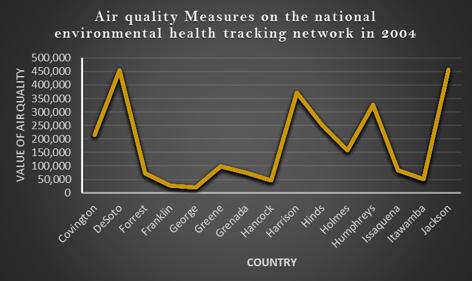 Air quality Measures on the national
environmental health tracking network in 2004
VALUE OF AIR QUALITY
500,000
450,000
400,000
350,000
300,000
250,000
200,000
150,000
100,000
50,000
0
Covington
DeSoto
Forrest
Franklin
George
Greene
Grenada
Hancock
Harrison
Hinds
Holmes
Humphreys
Issaquena
Itawamba
Jackson
COUNTRY